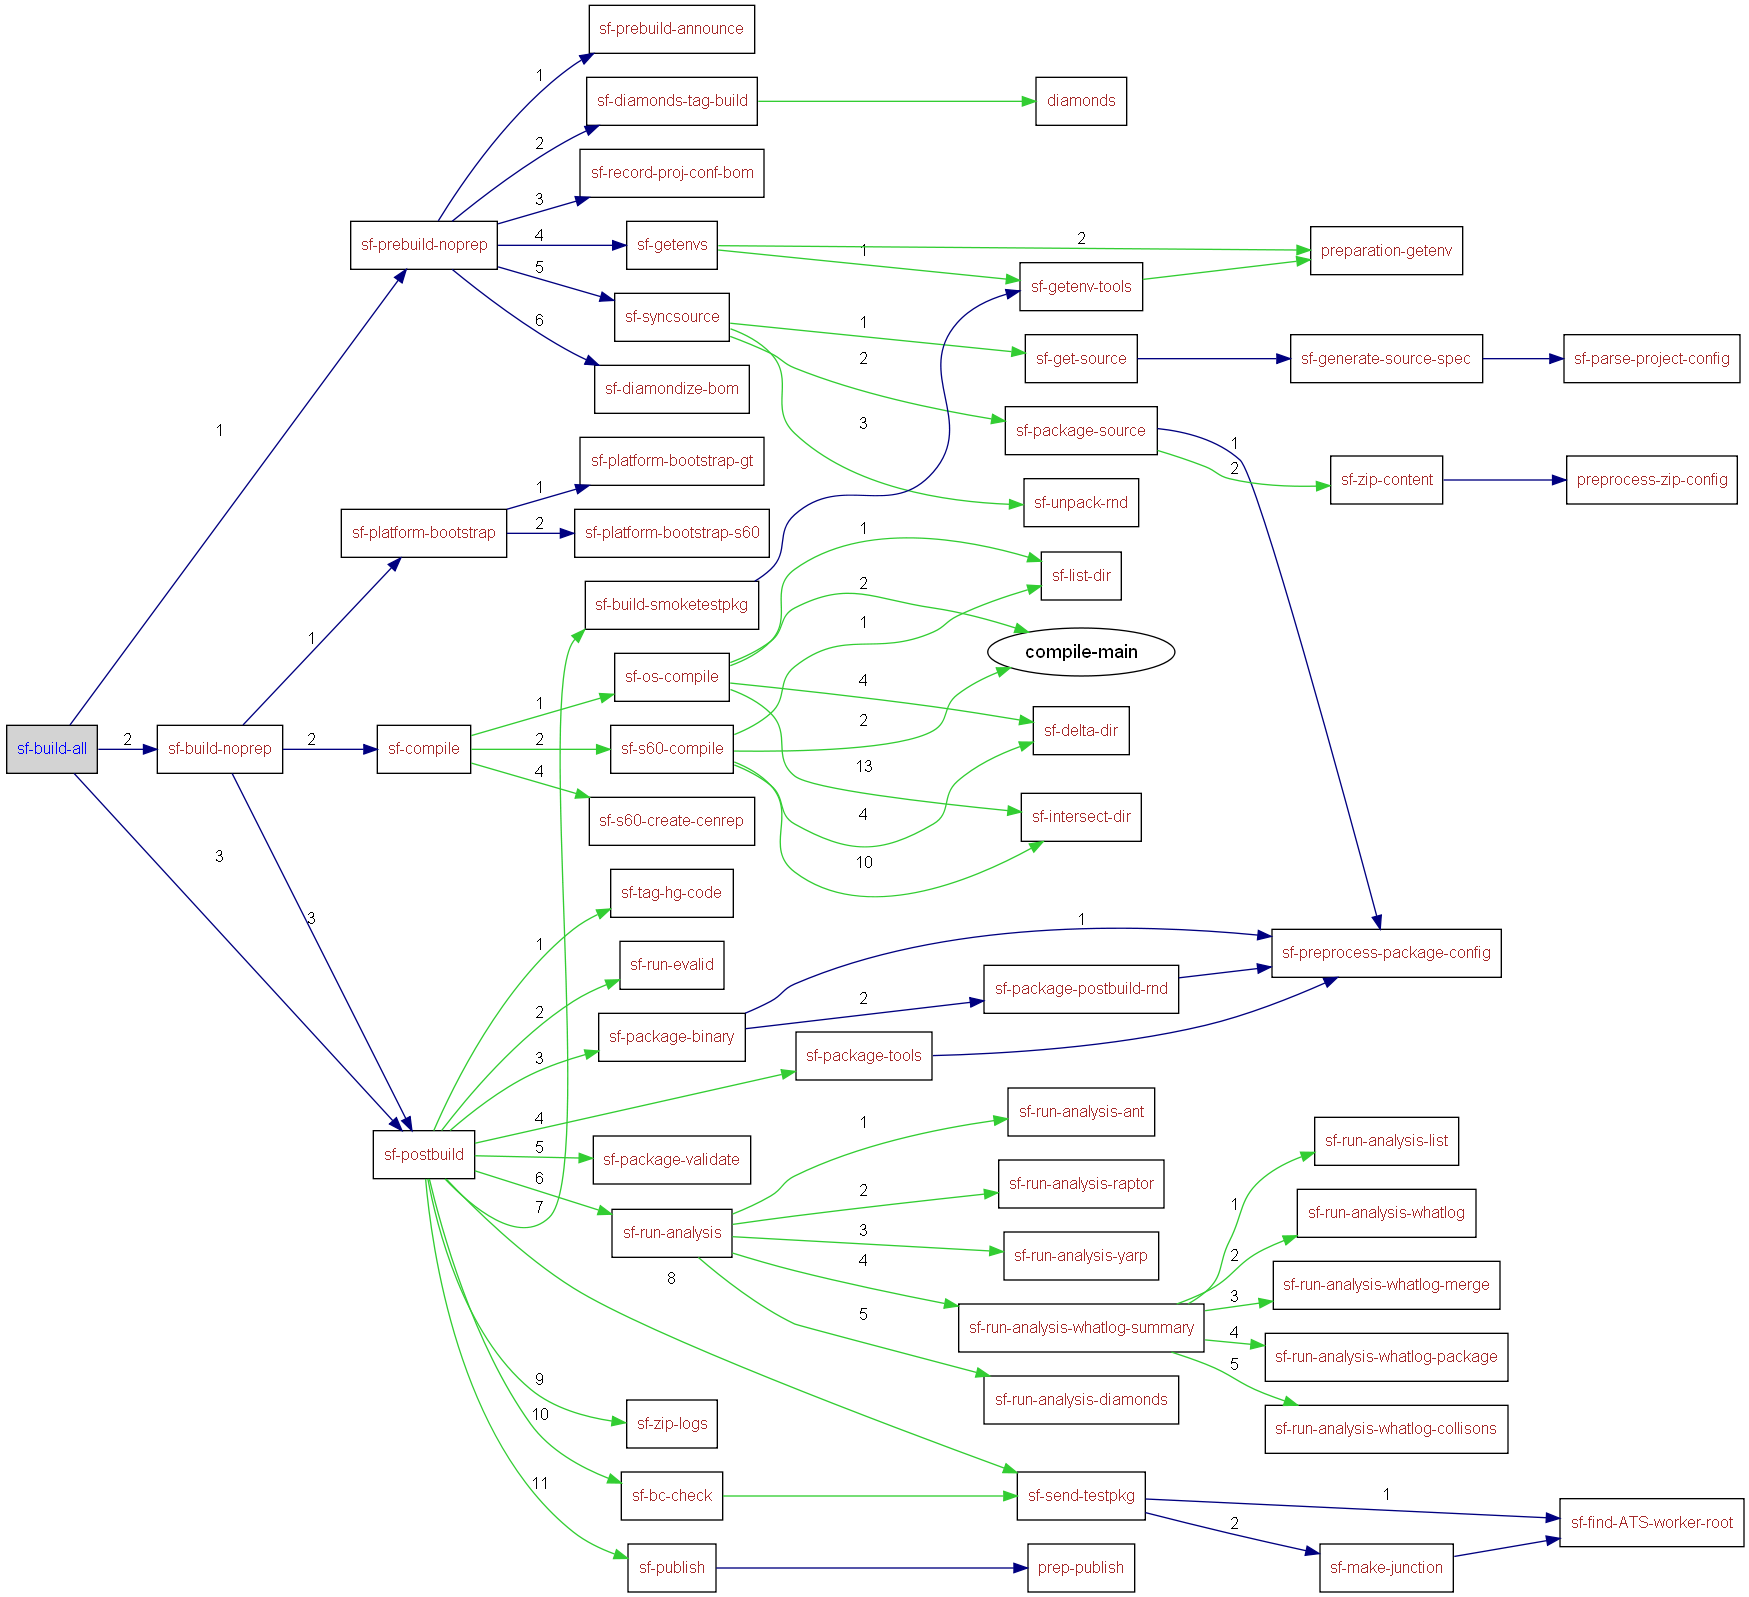 sf-prebuild-announce
1
sf-diamonds-tag-build
diamonds
2
sf-record-proj-conf-bom
3
sf-prebuild-noprep
4
sf-getenvs
2
preparation-getenv
1
5
sf-getenv-tools
sf-syncsource
6
1
sf-get-source
sf-generate-source-spec
sf-parse-project-config
2
sf-diamondize-bom
3
sf-package-source
1
1
sf-platform-bootstrap-gt
2
sf-zip-content
preprocess-zip-config
1
sf-unpack-rnd
sf-platform-bootstrap
2
sf-platform-bootstrap-s60
1
sf-list-dir
2
sf-build-smoketestpkg
1
1
compile-main
sf-os-compile
4
1
2
sf-delta-dir
sf-build-all
2
sf-build-noprep
2
sf-compile
2
sf-s60-compile
13
4
4
sf-s60-create-cenrep
sf-intersect-dir
3
10
sf-tag-hg-code
3
1
1
sf-run-evalid
sf-preprocess-package-config
2
sf-package-postbuild-rnd
2
sf-package-binary
3
sf-package-tools
4
sf-run-analysis-ant
1
sf-run-analysis-list
5
sf-postbuild
sf-package-validate
6
7
2
sf-run-analysis-raptor
1
sf-run-analysis-whatlog
3
sf-run-analysis
sf-run-analysis-yarp
2
4
8
sf-run-analysis-whatlog-merge
3
5
sf-run-analysis-whatlog-summary
4
sf-run-analysis-whatlog-package
5
9
sf-run-analysis-diamonds
10
sf-zip-logs
sf-run-analysis-whatlog-collisons
11
sf-bc-check
sf-send-testpkg
1
2
sf-find-ATS-worker-root
sf-publish
prep-publish
sf-make-junction